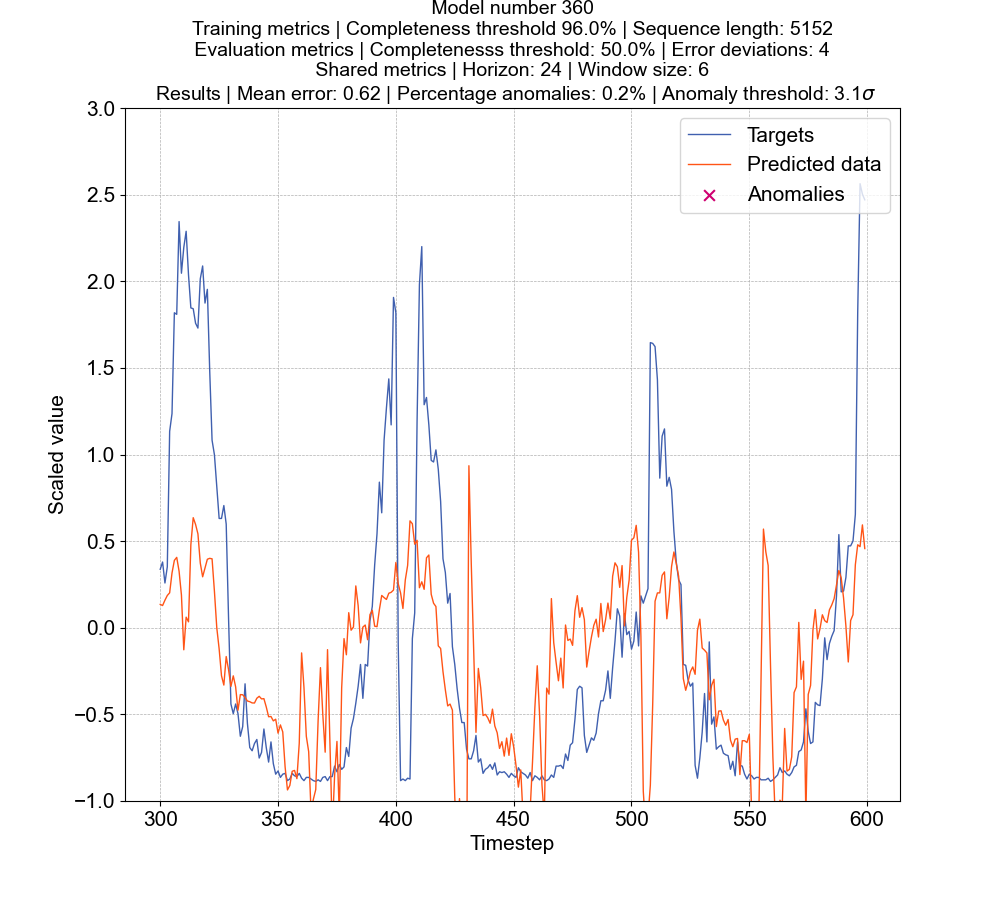 Model number 360
Training metrics | Completeness threshold 96.0% | Sequence length: 5152
Evaluation metrics | Completenesss threshold: 50.0% | Error deviations: 4
Shared metrics | Horizon: 24 | Window size: 6
Results | Mean error: 0.62 | Percentage anomalies: 0.2% | Anomaly threshold: 3.1σ
3.0
2.5
2.0
1.5
1.0
0.5
0.0
−0.5
−1.0
Scaled value
Targets
Predicted data
Anomalies
300
350
400
450
500
550
600
Timestep